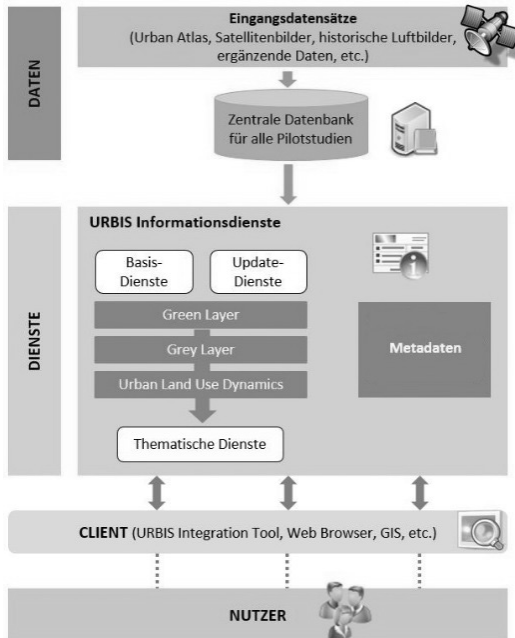 DATEN
Eingangsdatensätze
(Urban Atlas, Satellitenbilder, historische Luftbilder,
ergänzende Daten, etc.)
Zentrale Datenbank
für alle Pilotstudien
DIENSTE
URBIS Informationsdienste
Basis-
Dienste
Update-
Dienste
Green Layer
Grey Layer
Urban Land Use Dynamics
Thematische Dienste
Metadaten
CLIENT (URBIS Integration Tool, Web Browser, GIS, etc.)
NUTZER